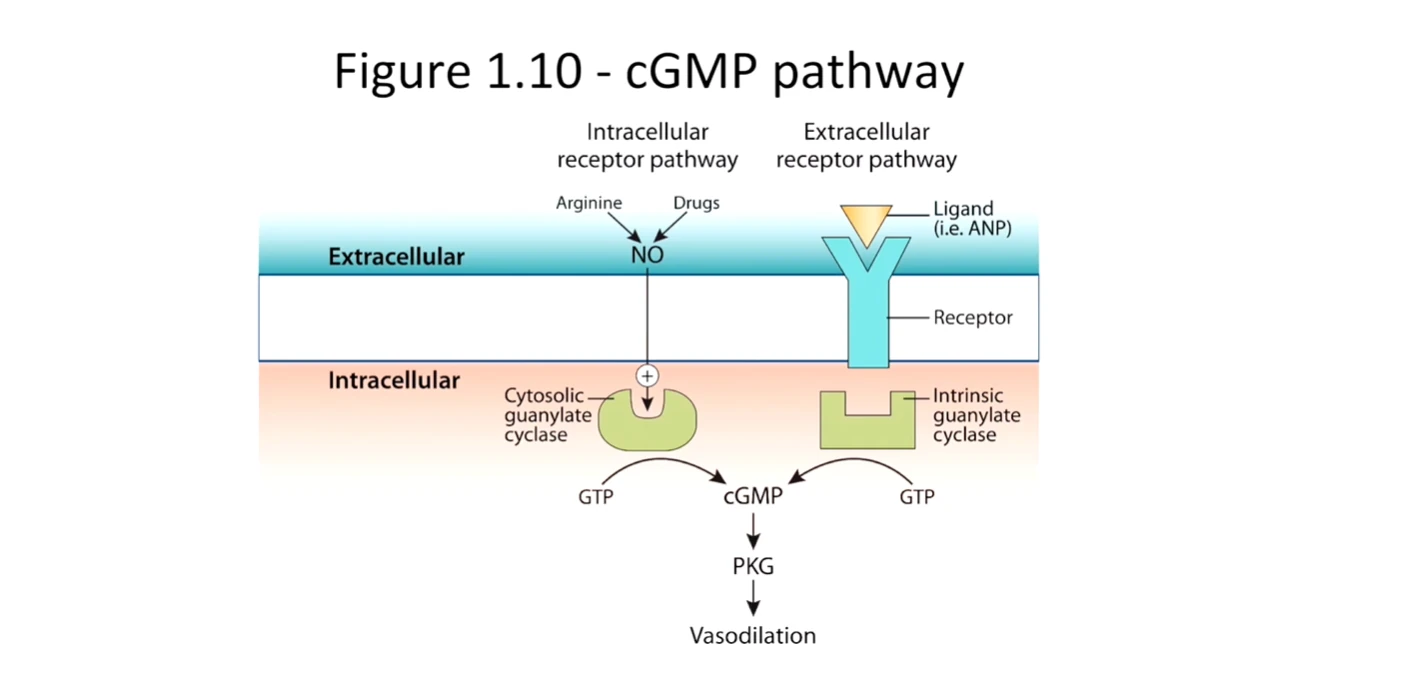 Figure 1.10 - cGMP pathway
Intracellular
receptor pathway
Extracellular
receptor pathway
Arginine
Drugs
NO
Ligand
(i.e. ANP)
Extracellular
Receptor
Intracellular
+
Cytosolic
guanylate
cyclase
Intrinsic
guanylate
cyclase
GTP
cGMP
GTP
PKG
Vasodilation